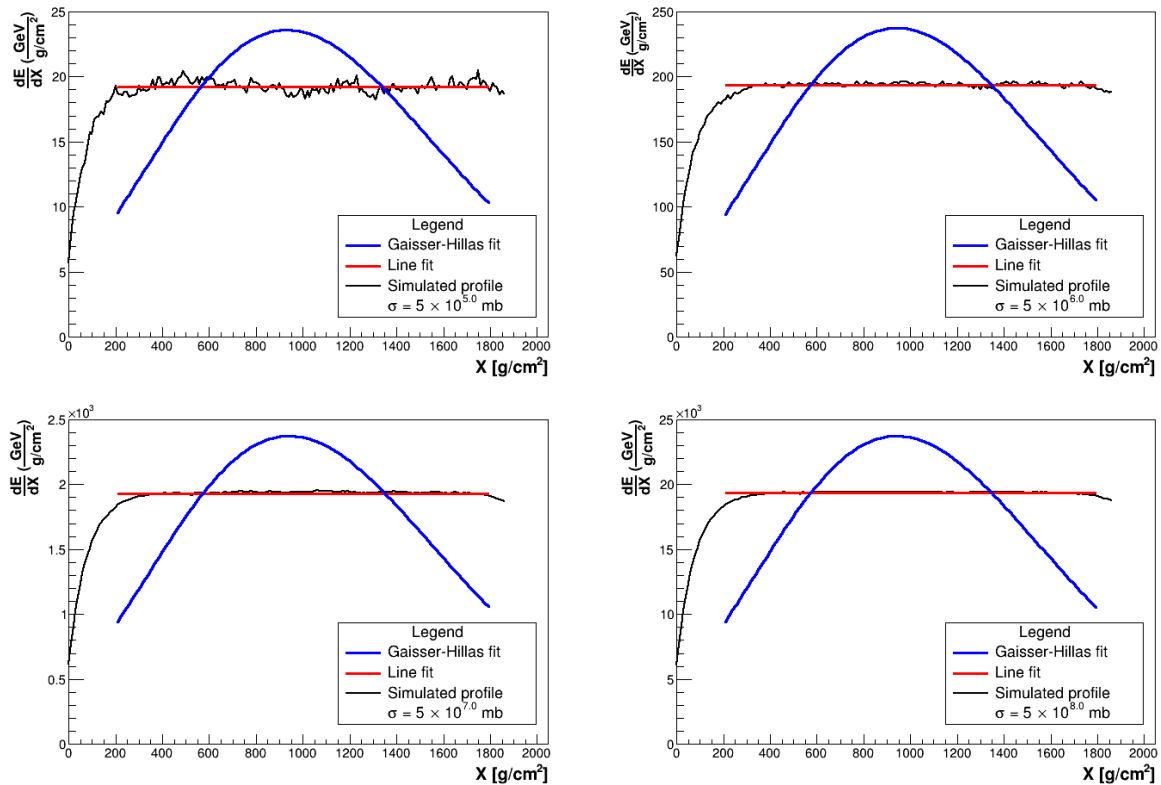 dE/dX (GeV / g/cm²)
25
20
15
10
5
0
0 200 400 600 800 1000 1200 1400 1600 1800 2000
X [g/cm²]
Legend
Gaisser-Hillas fit
Line fit
Simulated profile
σ = 5 × 10^5.0 mb
dE/dX (GeV / g/cm²)
250
200
150
100
50
0
0 200 400 600 800 1000 1200 1400 1600 1800 2000
X [g/cm²]
Legend
Gaisser-Hillas fit
Line fit
Simulated profile
σ = 5 × 10^6.0 mb
×10³
dE/dX (GeV / g/cm²)
2.5
2
1.5
1
0.5
0
0 200 400 600 800 1000 1200 1400 1600 1800 2000
X [g/cm²]
Legend
Gaisser-Hillas fit
Line fit
Simulated profile
σ = 5 × 10^7.0 mb
×10³
dE/dX (GeV / g/cm²)
25
20
15
10
5
0
0 200 400 600 800 1000 1200 1400 1600 1800 2000
X [g/cm²]
Legend
Gaisser-Hillas fit
Line fit
Simulated profile
σ = 5 × 10^8.0 mb